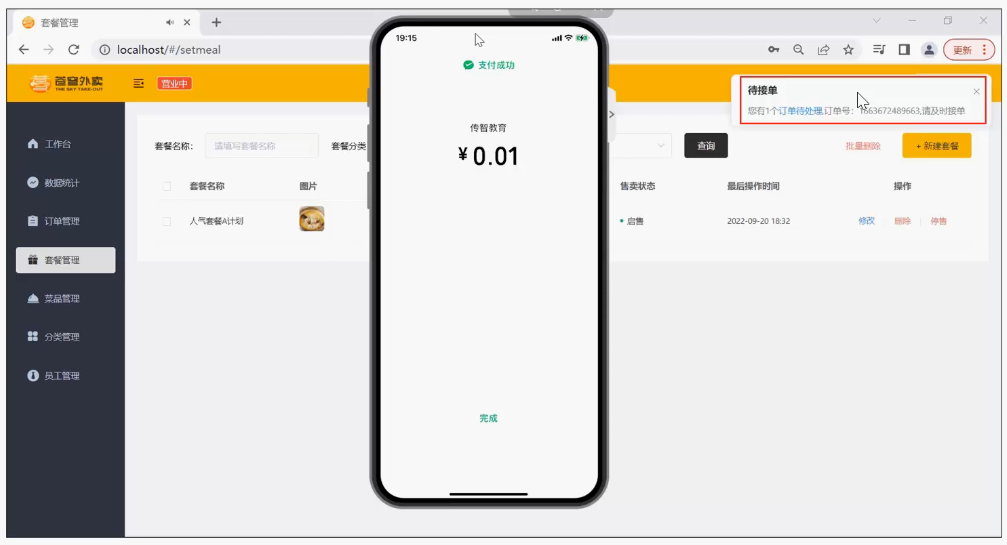 套餐管理
localhost/#/setmeal
更新
苍穹外卖
THE SKY TAKE-OUT
营业中
19:15
支付成功
待接单
您有1个订单待处理,订单号：1663672489663,请及时接单
工作台
数据统计
订单管理
套餐管理
菜品管理
分类管理
员工管理
套餐名称:
请填写套餐名称
套餐分类
查询
批量删除
+ 新建套餐
传智教育
¥0.01
套餐名称
图片
售卖状态
最后操作时间
操作
人气套餐A计划
启售
2022-09-20 18:32
修改
删除
停售
完成